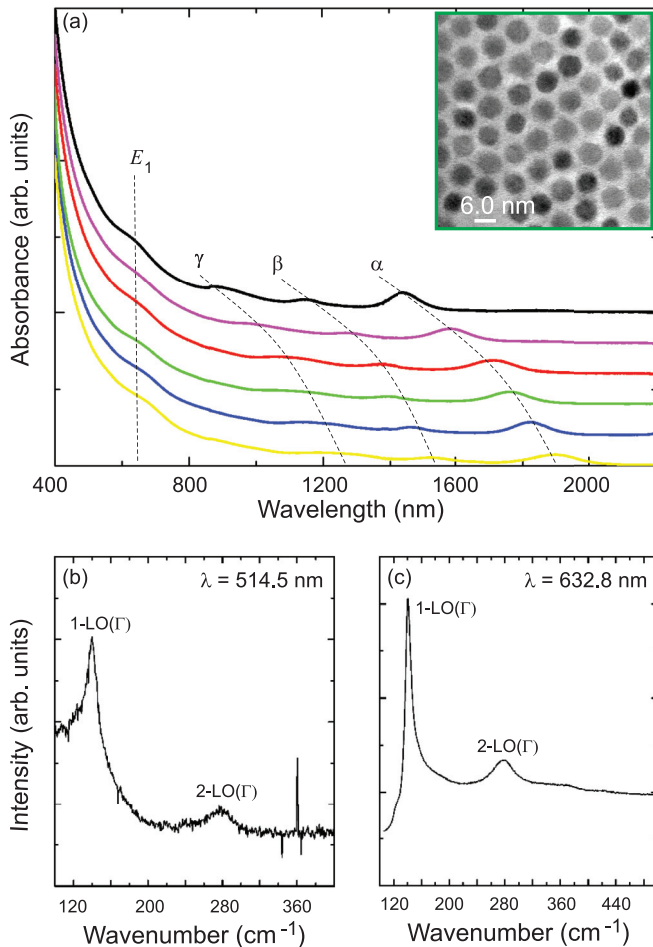 (a)
E1
γ
β
α
6.0 nm
Absorbance (arb. units)
400
800
1200
1600
2000
Wavelength (nm)
(b)
λ = 514.5 nm
1-LO(Γ)
2-LO(Γ)
Intensity (arb. units)
120
200
280
360
Wavenumber (cm⁻¹)
(c)
λ = 632.8 nm
1-LO(Γ)
2-LO(Γ)
120
200
280
360
440
Wavenumber (cm⁻¹)